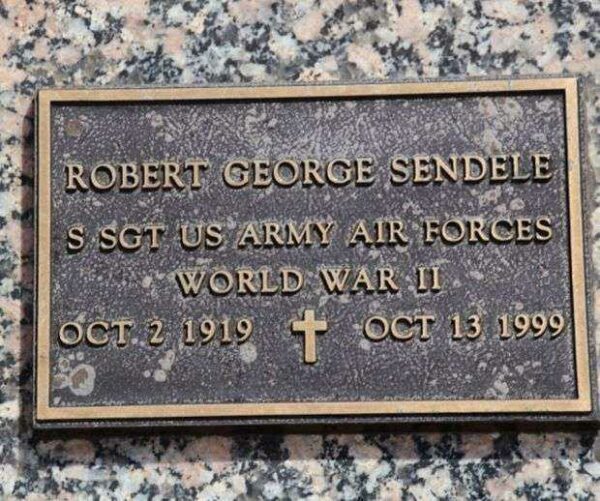 ROBERT GEORGE SENDELE
S SGT US ARMY AIR FORCES
WORLD WAR II
OCT 2 1919 OCT 13 1999